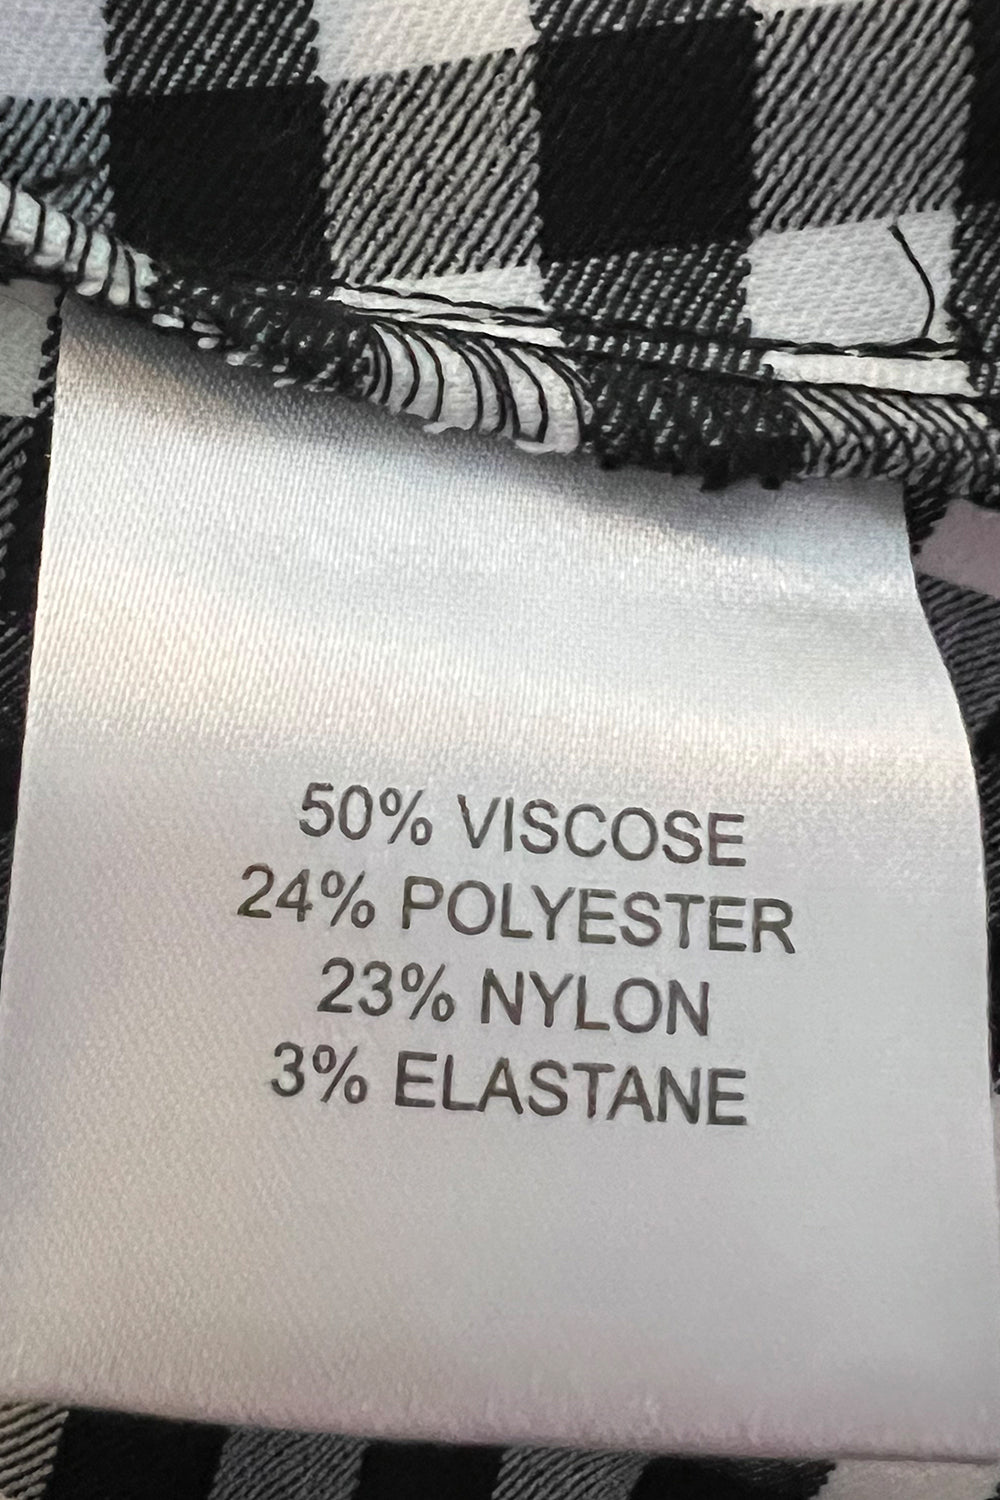 50% VISCOSE
24% POLYESTER
23% NYLON
3% ELASTANE